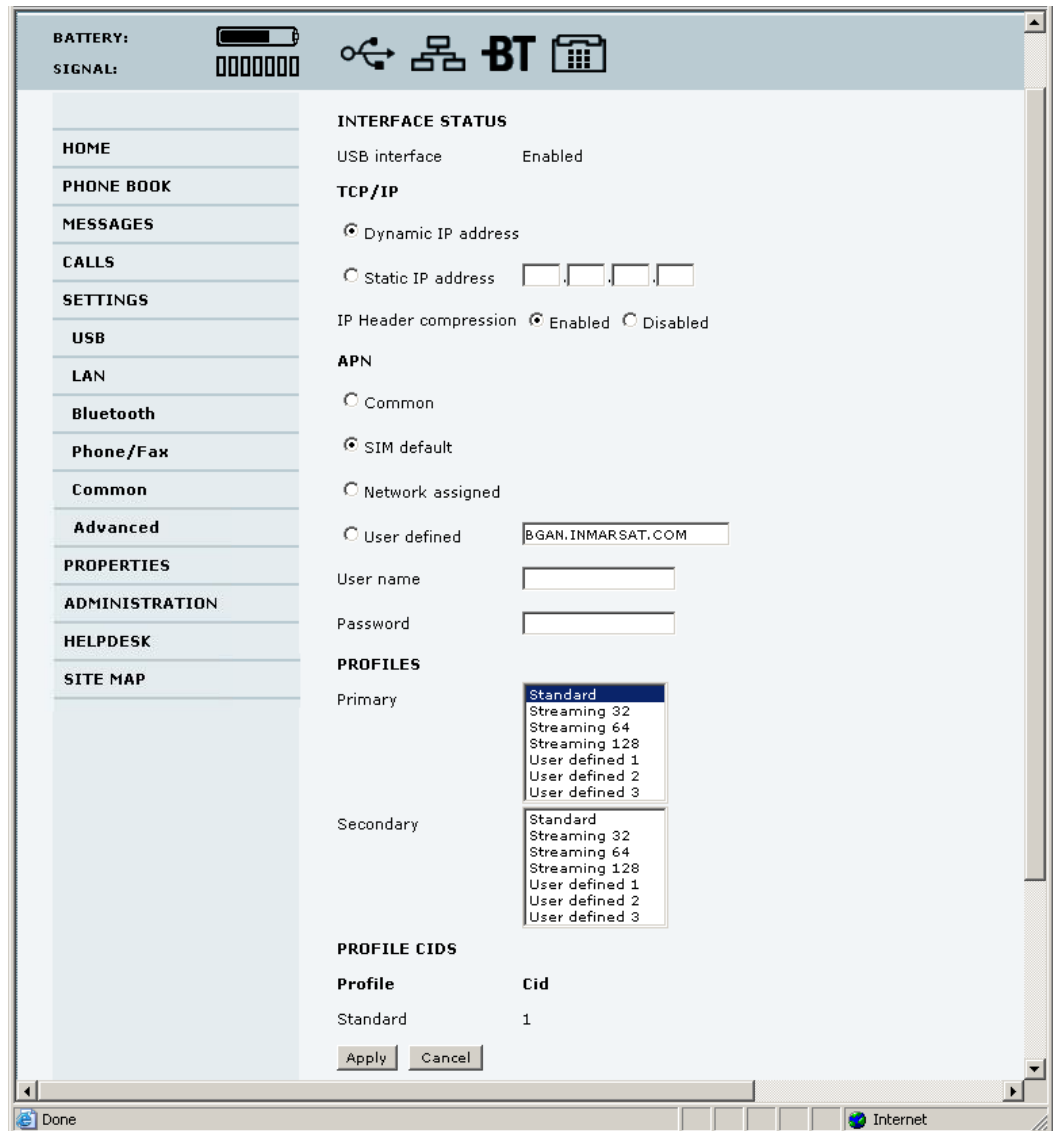 BATTERY:
SIGNAL:
BT
HOME
PHONE BOOK
MESSAGES
CALLS
SETTINGS
USB
LAN
Bluetooth
Phone/Fax
Common
Advanced
PROPERTIES
ADMINISTRATION
HELPDESK
SITE MAP
INTERFACE STATUS
USB interface Enabled
TCP/IP
Dynamic IP address
Static IP address . . .
IP Header compression Enabled Disabled
APN
Common
SIM default
Network assigned
User defined BGAN.INMARSAT.COM
User name
Password
PROFILES
Primary
Standard
Streaming 32
Streaming 64
Streaming 128
User defined 1
User defined 2
User defined 3
Secondary
Standard
Streaming 32
Streaming 64
Streaming 128
User defined 1
User defined 2
User defined 3
PROFILE CIDS
Profile Cid
Standard 1
Apply Cancel
Done Internet